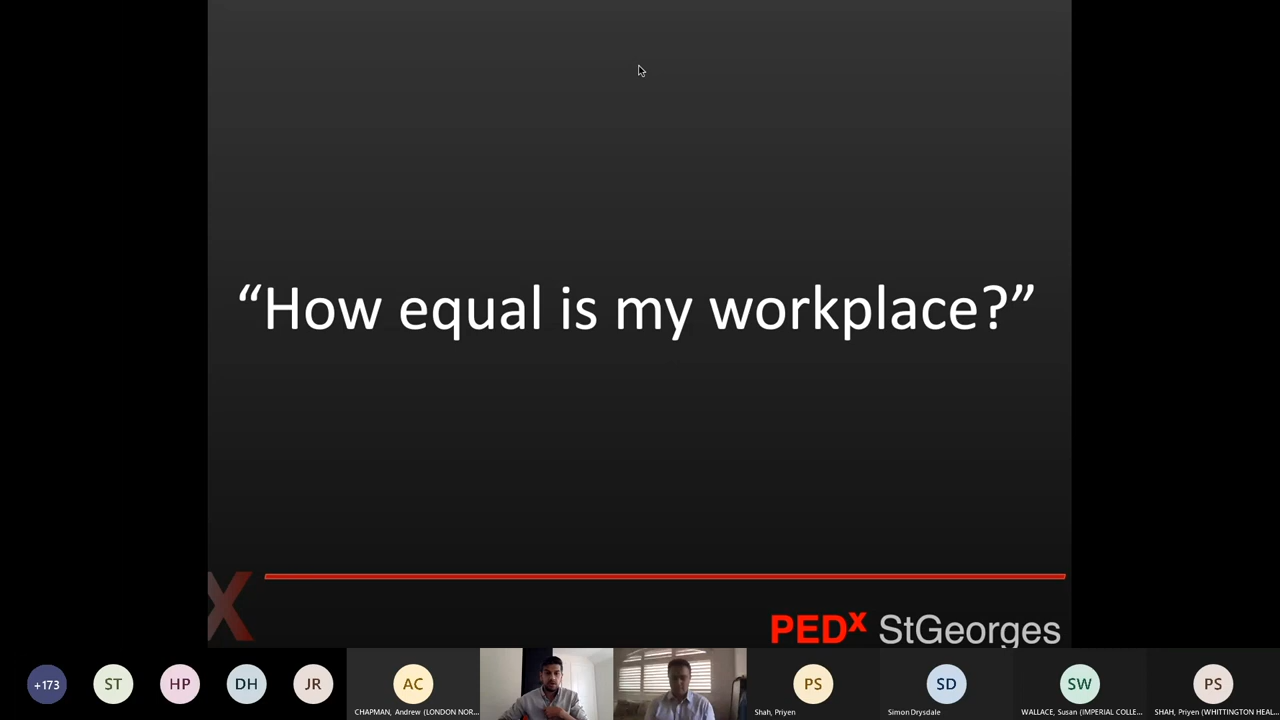 “How equal is my workplace?”
X
PEDx StGeorges
+173
ST
HP
DH
JR
AC
PS
SD
SW
PS
CHAPMAN, Andrew (LONDON NOR...
Shah, Priyen
Simon Drysdale
WALLACE, Susan (IMPERIAL COLLE...
SHAH, Priyen (WHITTINGTON HEAL...